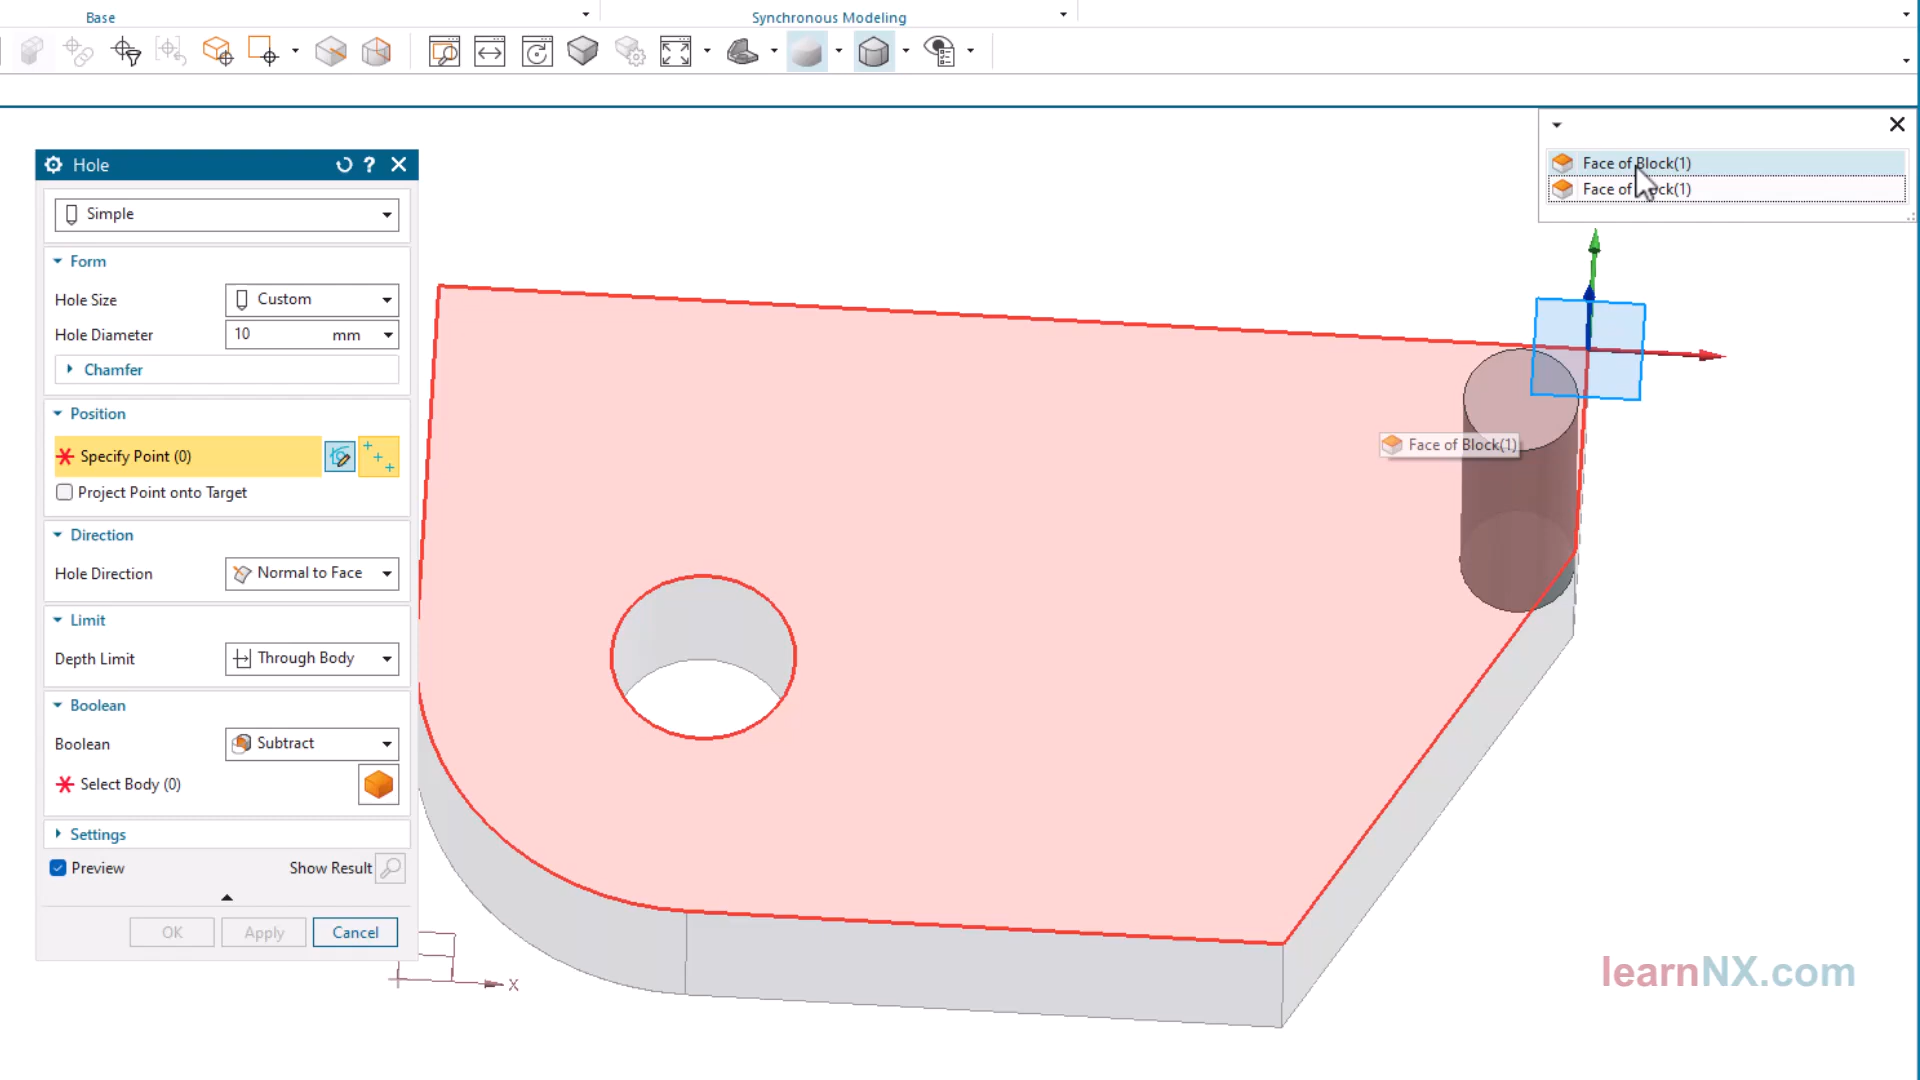 Base
Synchronous Modeling
Face of Block(1)
Face of Block(1)
Hole
?
Simple
Form
Hole Size
Custom
Hole Diameter
10
mm
Chamfer
Position
Specify Point (0)
Project Point onto Target
Direction
Hole Direction
Normal to Face
Limit
Depth Limit
Through Body
Boolean
Boolean
Subtract
Select Body (0)
Settings
Preview
Show Result
OK
Apply
Cancel
Face of Block(1)
X
learnNX.com